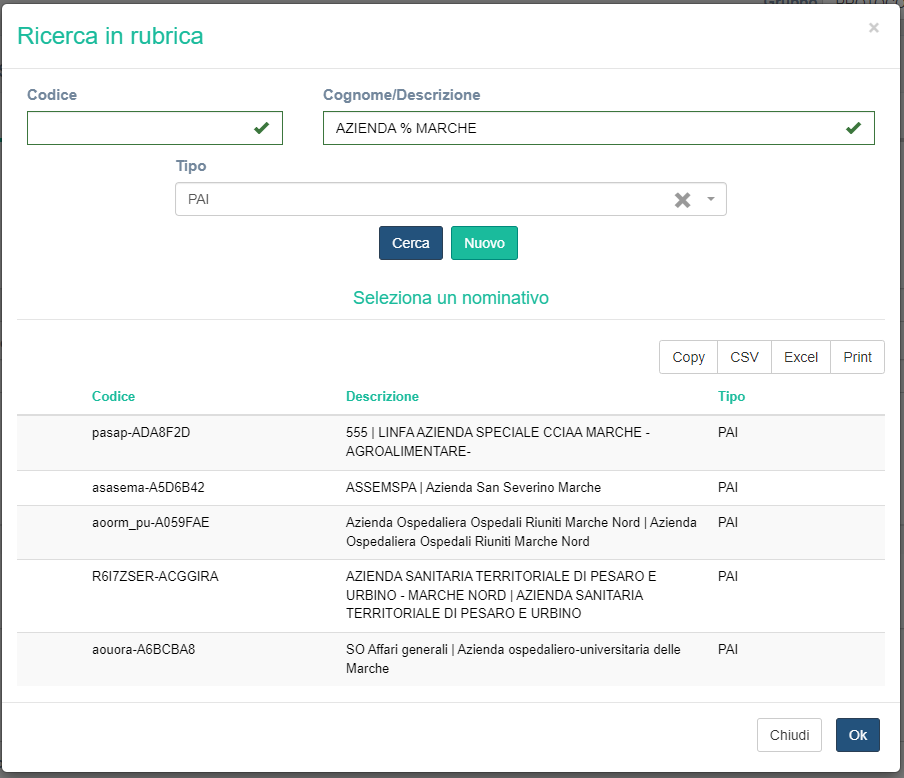 Ricerca in rubrica
×
Codice Cognome/Descrizione
AZIENDA % MARCHE
Tipo
PAI
Cerca Nuovo
Seleziona un nominativo
Copy CSV Excel Print
Codice Descrizione Tipo
pasap-ADA8F2D 555 | LINFA AZIENDA SPECIALE CCIAA MARCHE - PAI
AGROALIMENTARE-
asasema-A5D6B42 ASSEMSPA | Azienda San Severino Marche PAI
aoorm_pu-A059FAE Azienda Ospedaliera Ospedali Riuniti Marche Nord | Azienda PAI
Ospedaliera Ospedali Riuniti Marche Nord
R6I7ZSER-ACGGIRA AZIENDA SANITARIA TERRITORIALE DI PESARO E PAI
URBINO - MARCHE NORD | AZIENDA SANITARIA
TERRITORIALE DI PESARO E URBINO
aouora-A6BCBA8 SO Affari generali | Azienda ospedaliero-universitaria delle PAI
Marche
Chiudi Ok